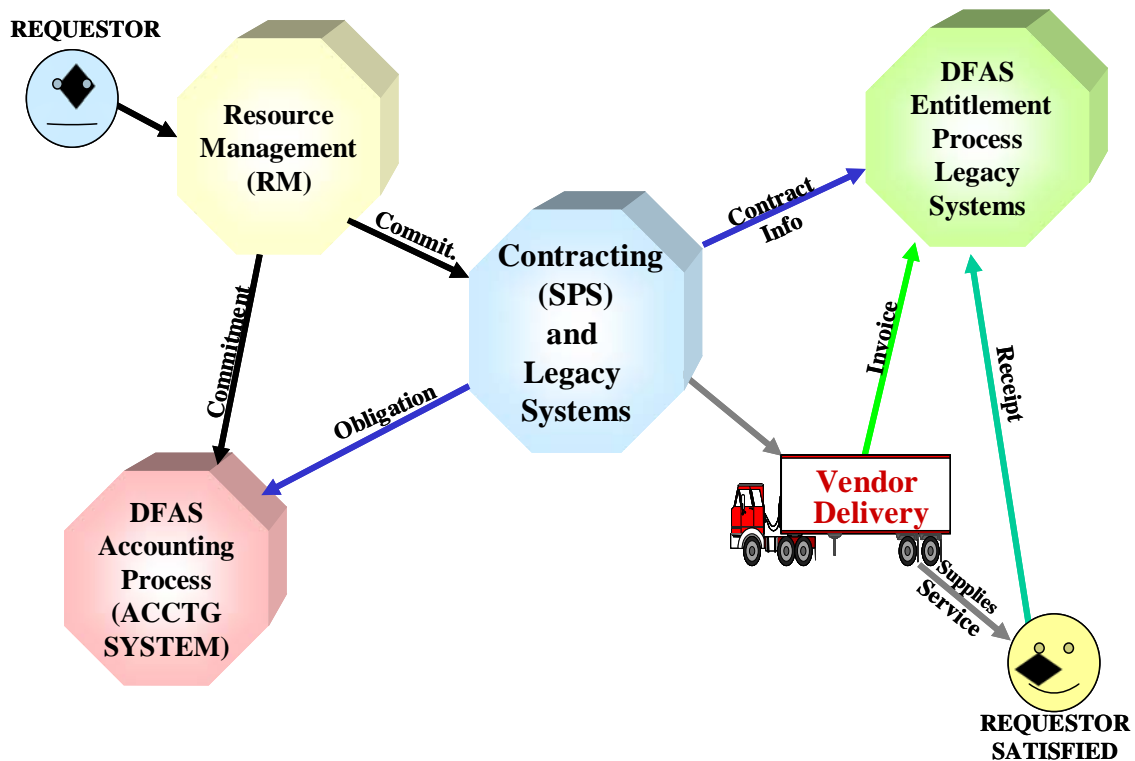 REQUESTOR
Resource
Management
(RM)
DFAS
Entitlement
Process
Legacy
Systems
Commit.
Contract
Info
Contracting
(SPS)
and
Legacy
Systems
Commitment
Obligation
Invoice
Receipt
DFAS
Accounting
Process
(ACCTG
SYSTEM)
Vendor
Delivery
Supplies
Service
REQUESTOR
SATISFIED